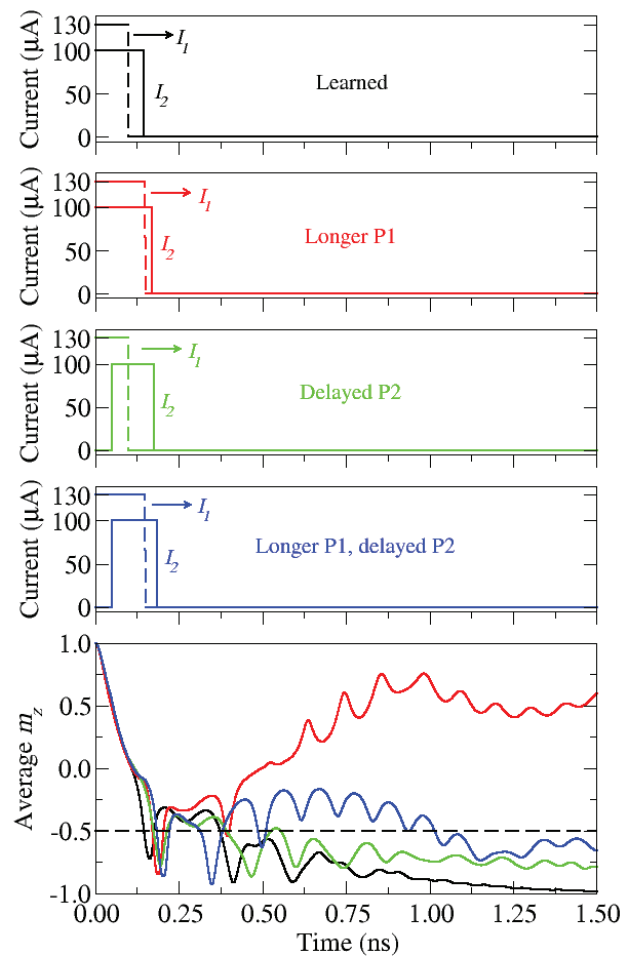 Current (μA)
130
100
50
0
I1
I2
Learned
Current (μA)
130
100
50
0
I1
I2
Longer P1
Current (μA)
130
100
50
0
I1
I2
Delayed P2
Current (μA)
130
100
50
0
I1
I2
Longer P1, delayed P2
Average mz
1.0
0.5
0.0
-0.5
-1.0
0.00 0.25 0.50 0.75 1.00 1.25 1.50
Time (ns)